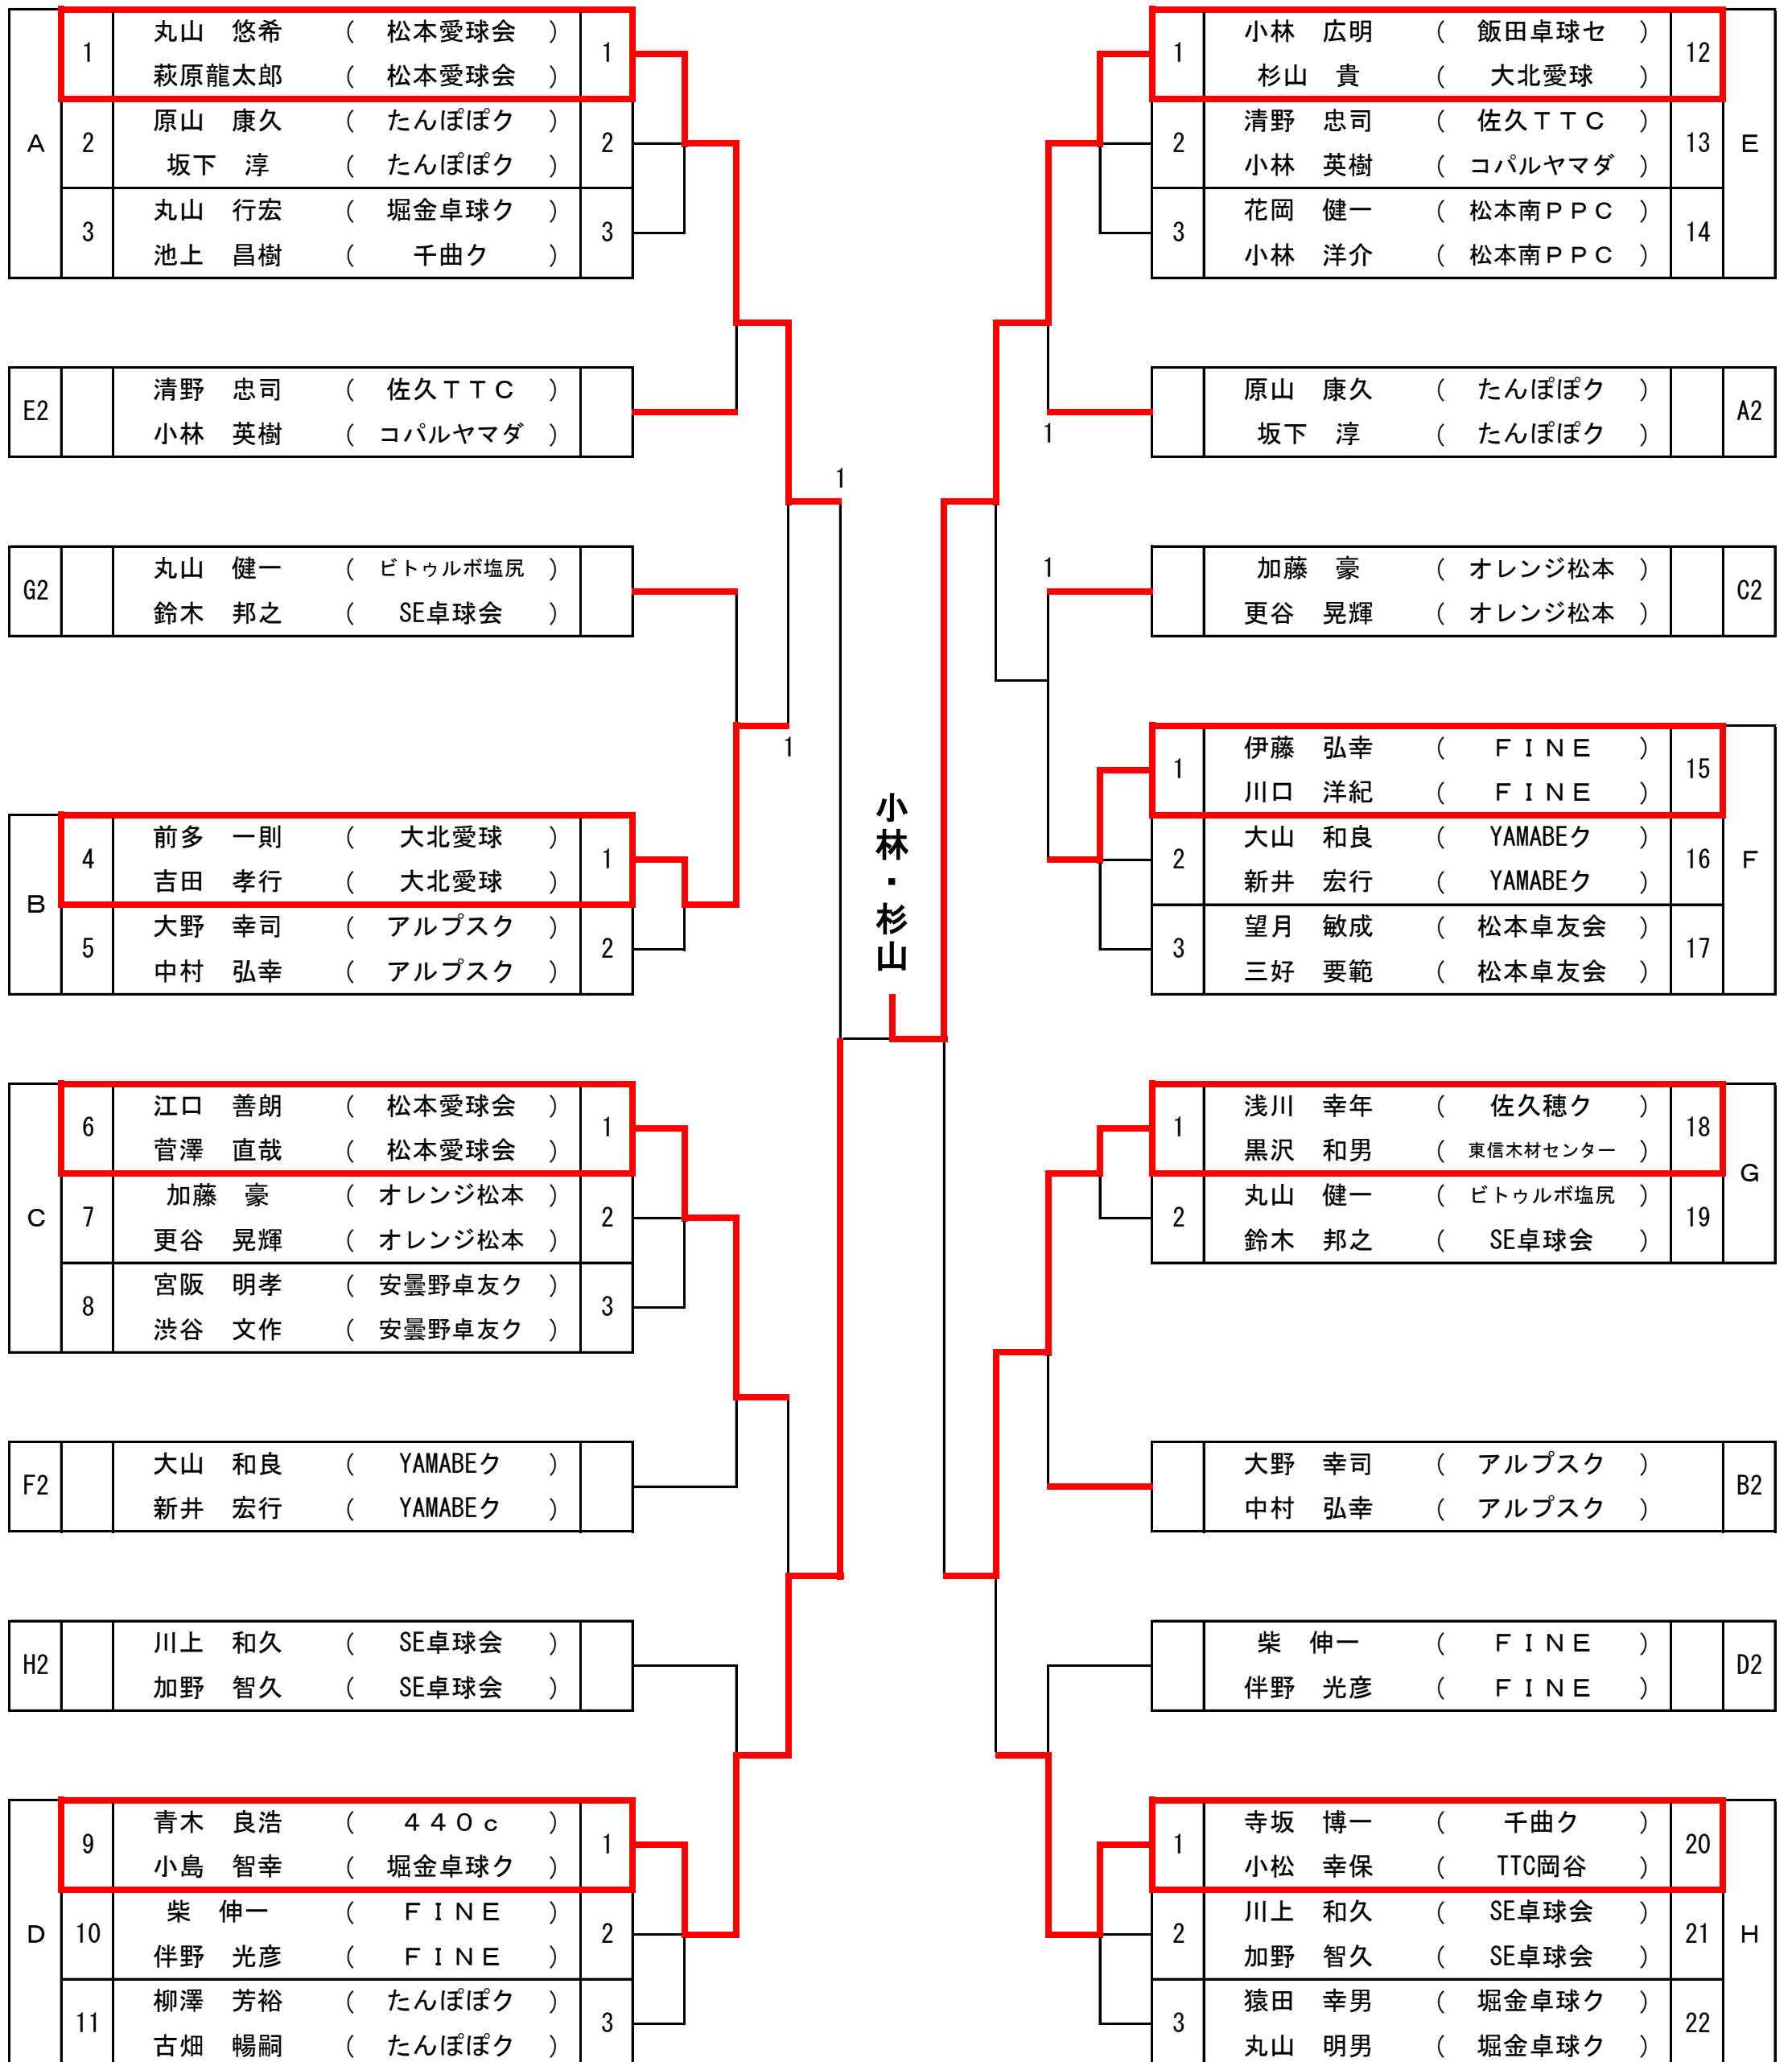 A
1 丸山 悠希 ( 松本愛球会 ) 1
萩原龍太郎 ( 松本愛球会 )
2 原山 康久 ( たんぽぽク ) 2
坂下 淳 ( たんぽぽク )
3 丸山 行宏 ( 堀金卓球ク ) 3
池上 昌樹 ( 千曲ク )
E2 清野 忠司 ( 佐久TTC )
小林 英樹 ( コパルヤマダ )
1
G2 丸山 健一 ( ビトゥルボ塩尻 )
鈴木 邦之 ( SE卓球会 )
1
B
4 前多 一則 ( 大北愛球 ) 1
吉田 孝行 ( 大北愛球 )
5 大野 幸司 ( アルプスク ) 2
中村 弘幸 ( アルプスク )
C
6 江口 善朗 ( 松本愛球会 ) 1
菅澤 直哉 ( 松本愛球会 )
7 加藤 豪 ( オレンジ松本 ) 2
更谷 晃輝 ( オレンジ松本 )
8 宮阪 明孝 ( 安曇野卓友ク ) 3
渋谷 文作 ( 安曇野卓友ク )
F2 大山 和良 ( YAMABEク )
新井 宏行 ( YAMABEク )
H2 川上 和久 ( SE卓球会 )
加野 智久 ( SE卓球会 )
D
9 青木 良浩 ( 440c ) 1
小島 智幸 ( 堀金卓球ク )
10 柴 伸一 ( FINE ) 2
伴野 光彦 ( FINE )
11 柳澤 芳裕 ( たんぽぽク ) 3
古畑 暢嗣 ( たんぽぽク )
小林・杉山
1 小林 広明 ( 飯田卓球セ ) 12
杉山 貴 ( 大北愛球 )
2 清野 忠司 ( 佐久TTC ) 13
小林 英樹 ( コパルヤマダ )
3 花岡 健一 ( 松本南PPC ) 14
小林 洋介 ( 松本南PPC )
E
原山 康久 ( たんぽぽク ) A2
坂下 淳 ( たんぽぽク )
1
1
加藤 豪 ( オレンジ松本 ) C2
更谷 晃輝 ( オレンジ松本 )
1 伊藤 弘幸 ( FINE ) 15
川口 洋紀 ( FINE )
2 大山 和良 ( YAMABEク ) 16
新井 宏行 ( YAMABEク )
3 望月 敏成 ( 松本卓友会 ) 17
三好 要範 ( 松本卓友会 )
F
1 浅川 幸年 ( 佐久穂ク ) 18
黒沢 和男 ( 東信木材センター )
2 丸山 健一 ( ビトゥルボ塩尻 ) 19
鈴木 邦之 ( SE卓球会 )
G
大野 幸司 ( アルプスク ) B2
中村 弘幸 ( アルプスク )
柴 伸一 ( FINE ) D2
伴野 光彦 ( FINE )
1 寺坂 博一 ( 千曲ク ) 20
小松 幸保 ( TTC岡谷 )
2 川上 和久 ( SE卓球会 ) 21
加野 智久 ( SE卓球会 )
3 猿田 幸男 ( 堀金卓球ク ) 22
丸山 明男 ( 堀金卓球ク )
H